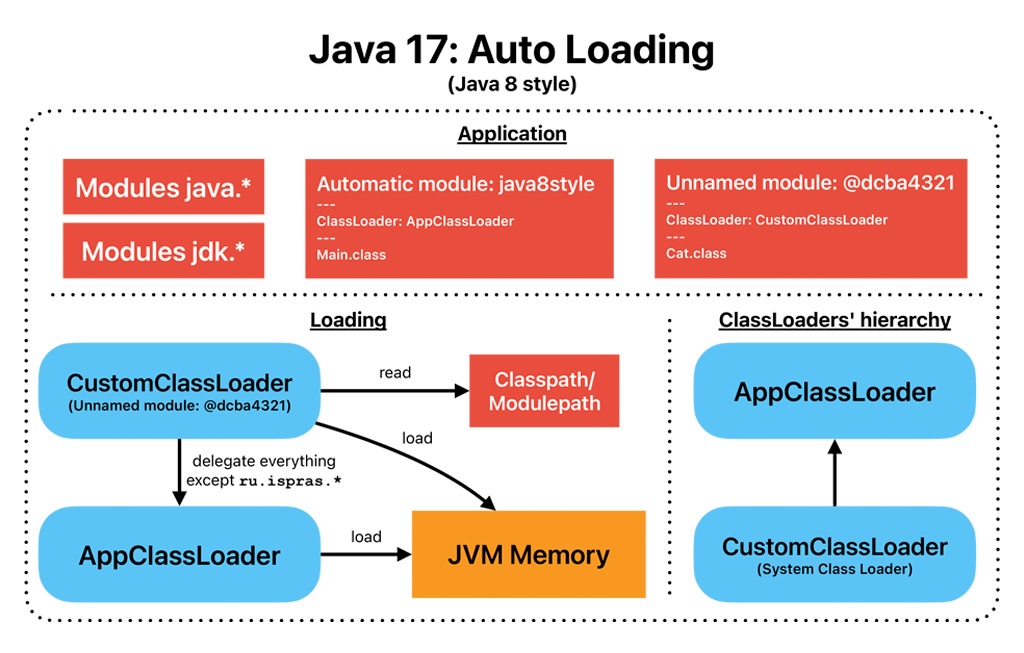 Java 17: Auto Loading
(Java 8 style)
Application
Modules java.*
Modules jdk.*
Automatic module: java8style
---
ClassLoader: AppClassLoader
---
Main.class
Unnamed module: @dcba4321
---
ClassLoader: CustomClassLoader
---
Cat.class
Loading
CustomClassLoader
(Unnamed module: @dcba4321)
read
Classpath/
Modulepath
load
delegate everything
except ru.ispras.*
AppClassLoader
load
JVM Memory
ClassLoaders' hierarchy
AppClassLoader
CustomClassLoader
(System Class Loader)